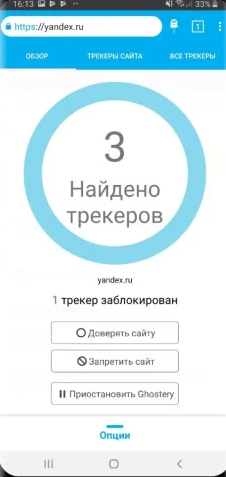 16:13 33%
https://yandex.ru 1
ОБЗОР ТРЕКЕРЫ САЙТА ВСЕ ТРЕКЕРЫ
3
Найдено
трекеров
yandex.ru
1 трекер заблокирован
Доверять сайту
Запретить сайт
Приостановить Ghostery
Опции